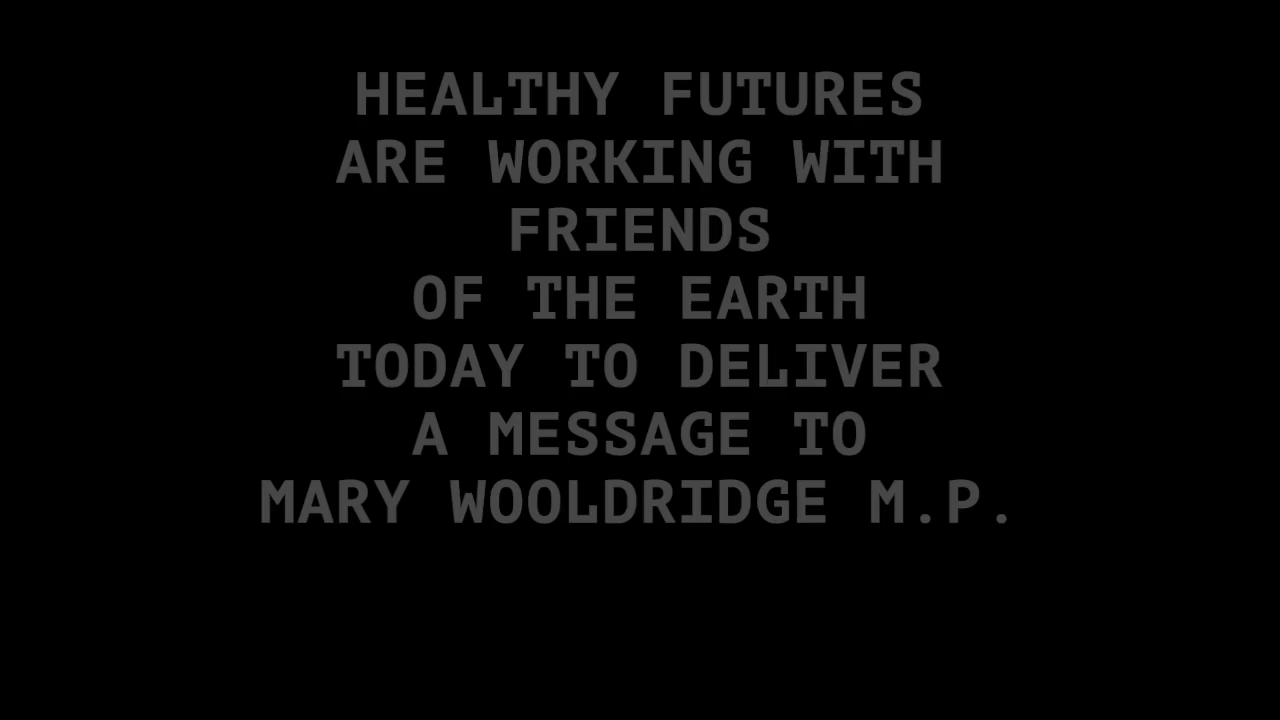 HEALTHY FUTURES
ARE WORKING WITH
FRIENDS
OF THE EARTH
TODAY TO DELIVER
A MESSAGE TO
MARY WOOLDRIDGE M.P.